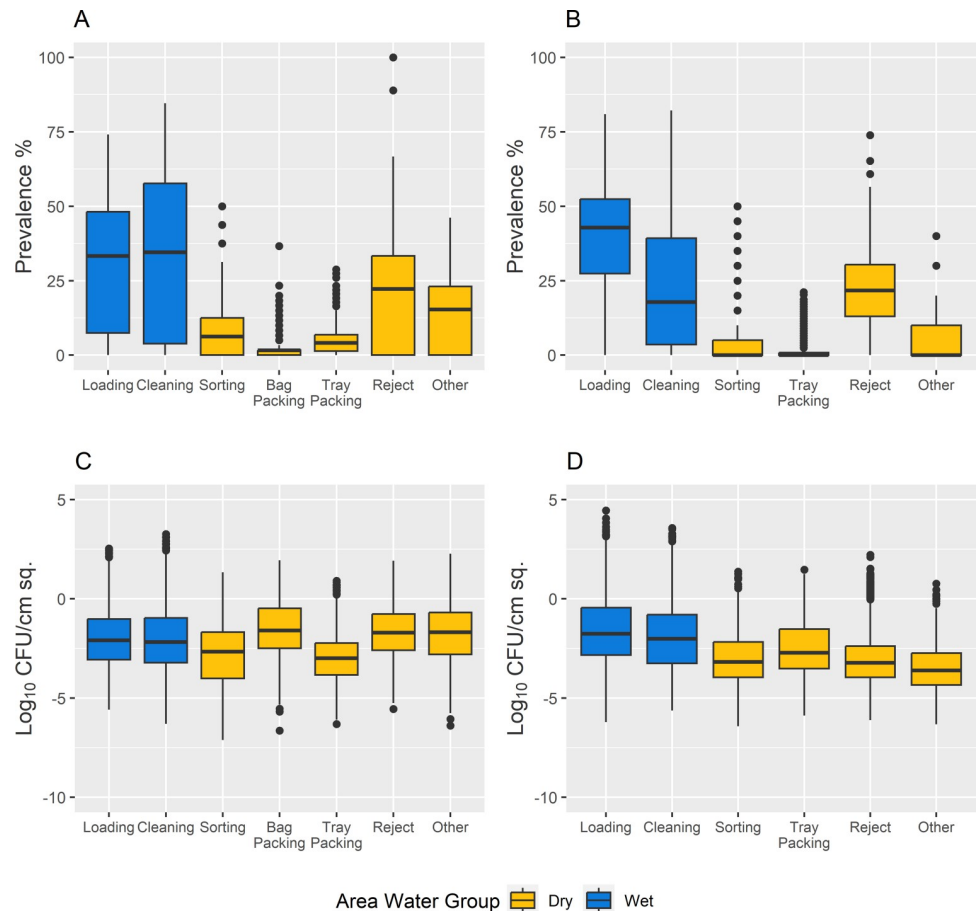 A
Prevalence %
100
75
50
25
0
Loading Cleaning Sorting Bag Packing Tray Packing Reject Other
B
Prevalence %
100
75
50
25
0
Loading Cleaning Sorting Tray Packing Reject Other
C
Log10 CFU/cm sq.
5
0
-5
-10
Loading Cleaning Sorting Bag Packing Tray Packing Reject Other
D
Log10 CFU/cm sq.
5
0
-5
-10
Loading Cleaning Sorting Tray Packing Reject Other
Area Water Group Dry Wet